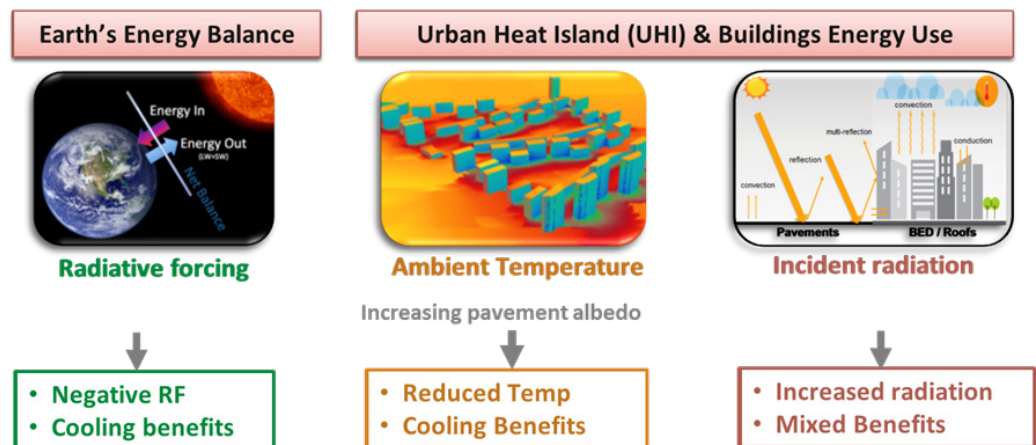 Earth's Energy Balance
Urban Heat Island (UHI) & Buildings Energy Use
Energy In
Energy Out
(LW+SW)
Net Balance
convection
multi-reflection
conduction
reflection
convection
Pavements
BED / Roofs
Radiative forcing
Ambient Temperature
Incident radiation
Increasing pavement albedo
• Negative RF
• Cooling benefits
• Reduced Temp
• Cooling Benefits
• Increased radiation
• Mixed Benefits